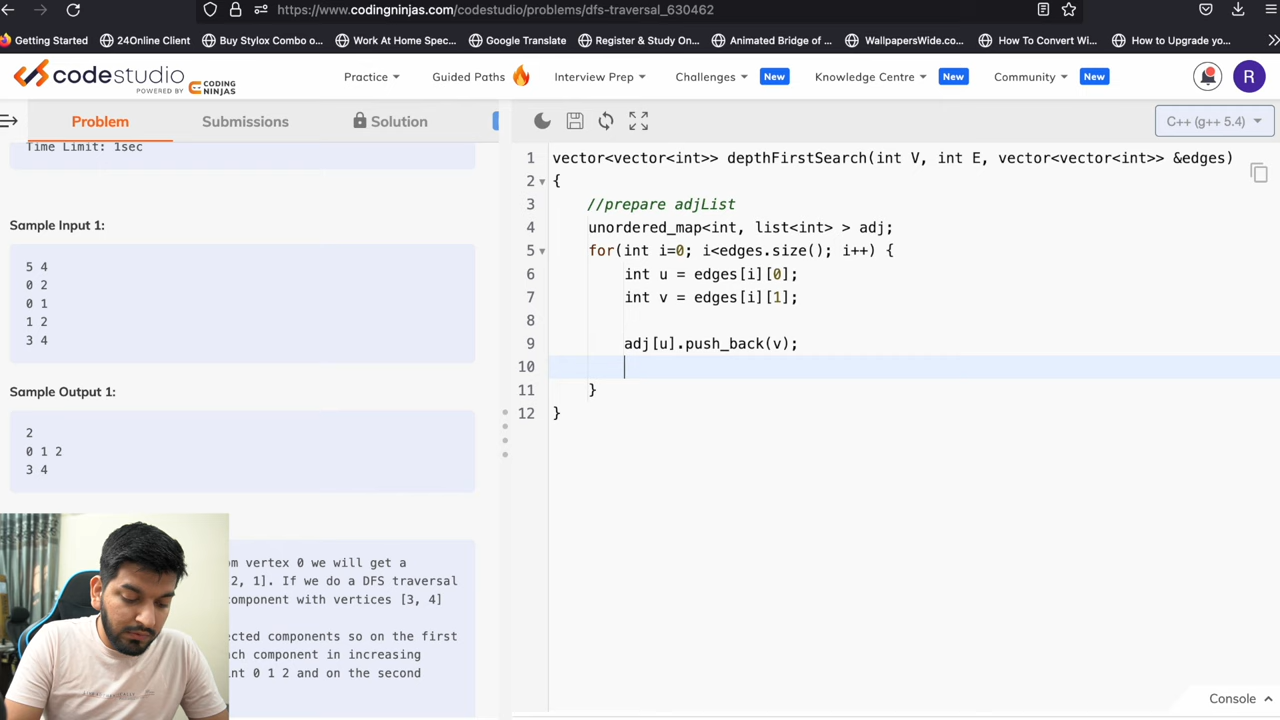 https://www.codingninjas.com/codestudio/problems/dfs-traversal_630462
Getting Started 24Online Client Buy Stylox Combo o... Work At Home Spec... Google Translate Register & Study On... Animated Bridge of ... WallpapersWide.co... How To Convert Wi... How to Upgrade yo...
codestudio
POWERED BY CODING NINJAS
Practice Guided Paths Interview Prep Challenges New Knowledge Centre New Community New R
Problem Submissions Solution C++ (g++ 5.4)
Time Limit: 1sec
Sample Input 1:
5 4
0 2
0 1
1 2
3 4
Sample Output 1:
2
0 1 2
3 4
om vertex 0 we will get a
2, 1]. If we do a DFS traversal
component with vertices [3, 4]
ected components so on the first
ch component in increasing
int 0 1 2 and on the second
1 vector<vector<int>> depthFirstSearch(int V, int E, vector<vector<int>> &edges)
2 {
3 //prepare adjList
4 unordered_map<int, list<int> > adj;
5 for(int i=0; i<edges.size(); i++) {
6 int u = edges[i][0];
7 int v = edges[i][1];
8
9 adj[u].push_back(v);
10
11 }
12 }
Console